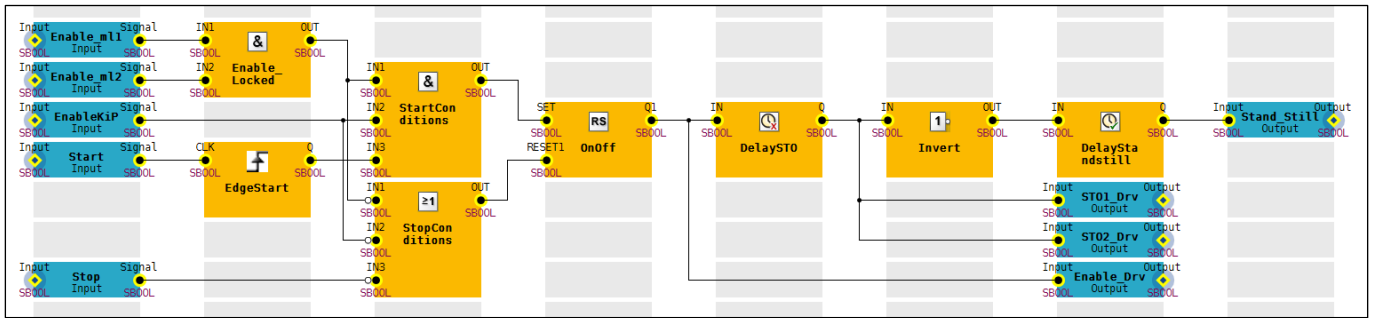 Input Signal IN1 OUT
Enable_ml1 &
Input
SBOOL SBOOL SBOOL SBOOL
Input Signal IN2 Enable_ IN1 OUT
Enable_ml2 Locked &
Input
SBOOL SBOOL SBOOL SBOOL SBOOL
StartCon
ditions
Input Signal IN2 SET Q1 IN Q IN OUT IN Q Input Output
EnableKiP RS 1 Stand_Still
Input Output
SBOOL SBOOL SBOOL SBOOL SBOOL SBOOL SBOOL SBOOL SBOOL SBOOL SBOOL SBOOL SBOOL
Input Signal CLK Q IN3 RESET1 OnOff DelaySTO Invert DelaySta
Start ndstill
Input
SBOOL SBOOL SBOOL SBOOL SBOOL SBOOL
EdgeStart
IN1 OUT Input Output
≥1 STO1_Drv
Output
SBOOL SBOOL SBOOL SBOOL
IN2 StopCon Input Output
ditions STO2_Drv
Output
SBOOL SBOOL SBOOL
Input Signal IN3 Input Output
Stop Enable_Drv
Input Output
SBOOL SBOOL SBOOL SBOOL SBOOL